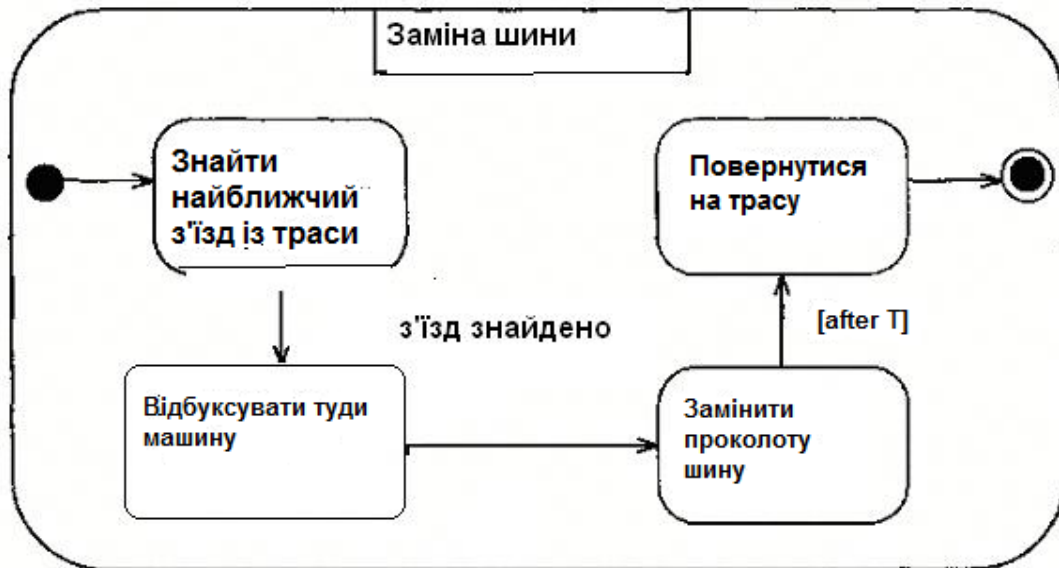 Заміна шини
Знайти
найближчий
з'їзд із траси
Повернутися
на трасу
з'їзд знайдено
[after T]
Відбуксувати туди
машину
Замінити
проколоту
шину